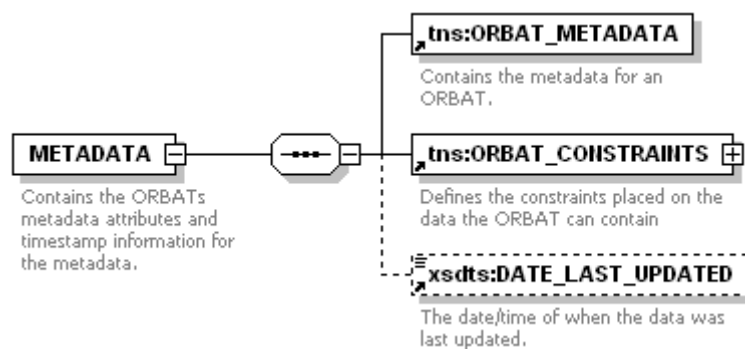 tns:ORBAT_METADATA
Contains the metadata for an
ORBAT.
METADATA
Contains the ORBATs
metadata attributes and
timestamp information for
the metadata.
tns:ORBAT_CONSTRAINTS
Defines the constraints placed on the
data the ORBAT can contain
xsdts:DATE_LAST_UPDATED
The date/time of when the data was
last updated.